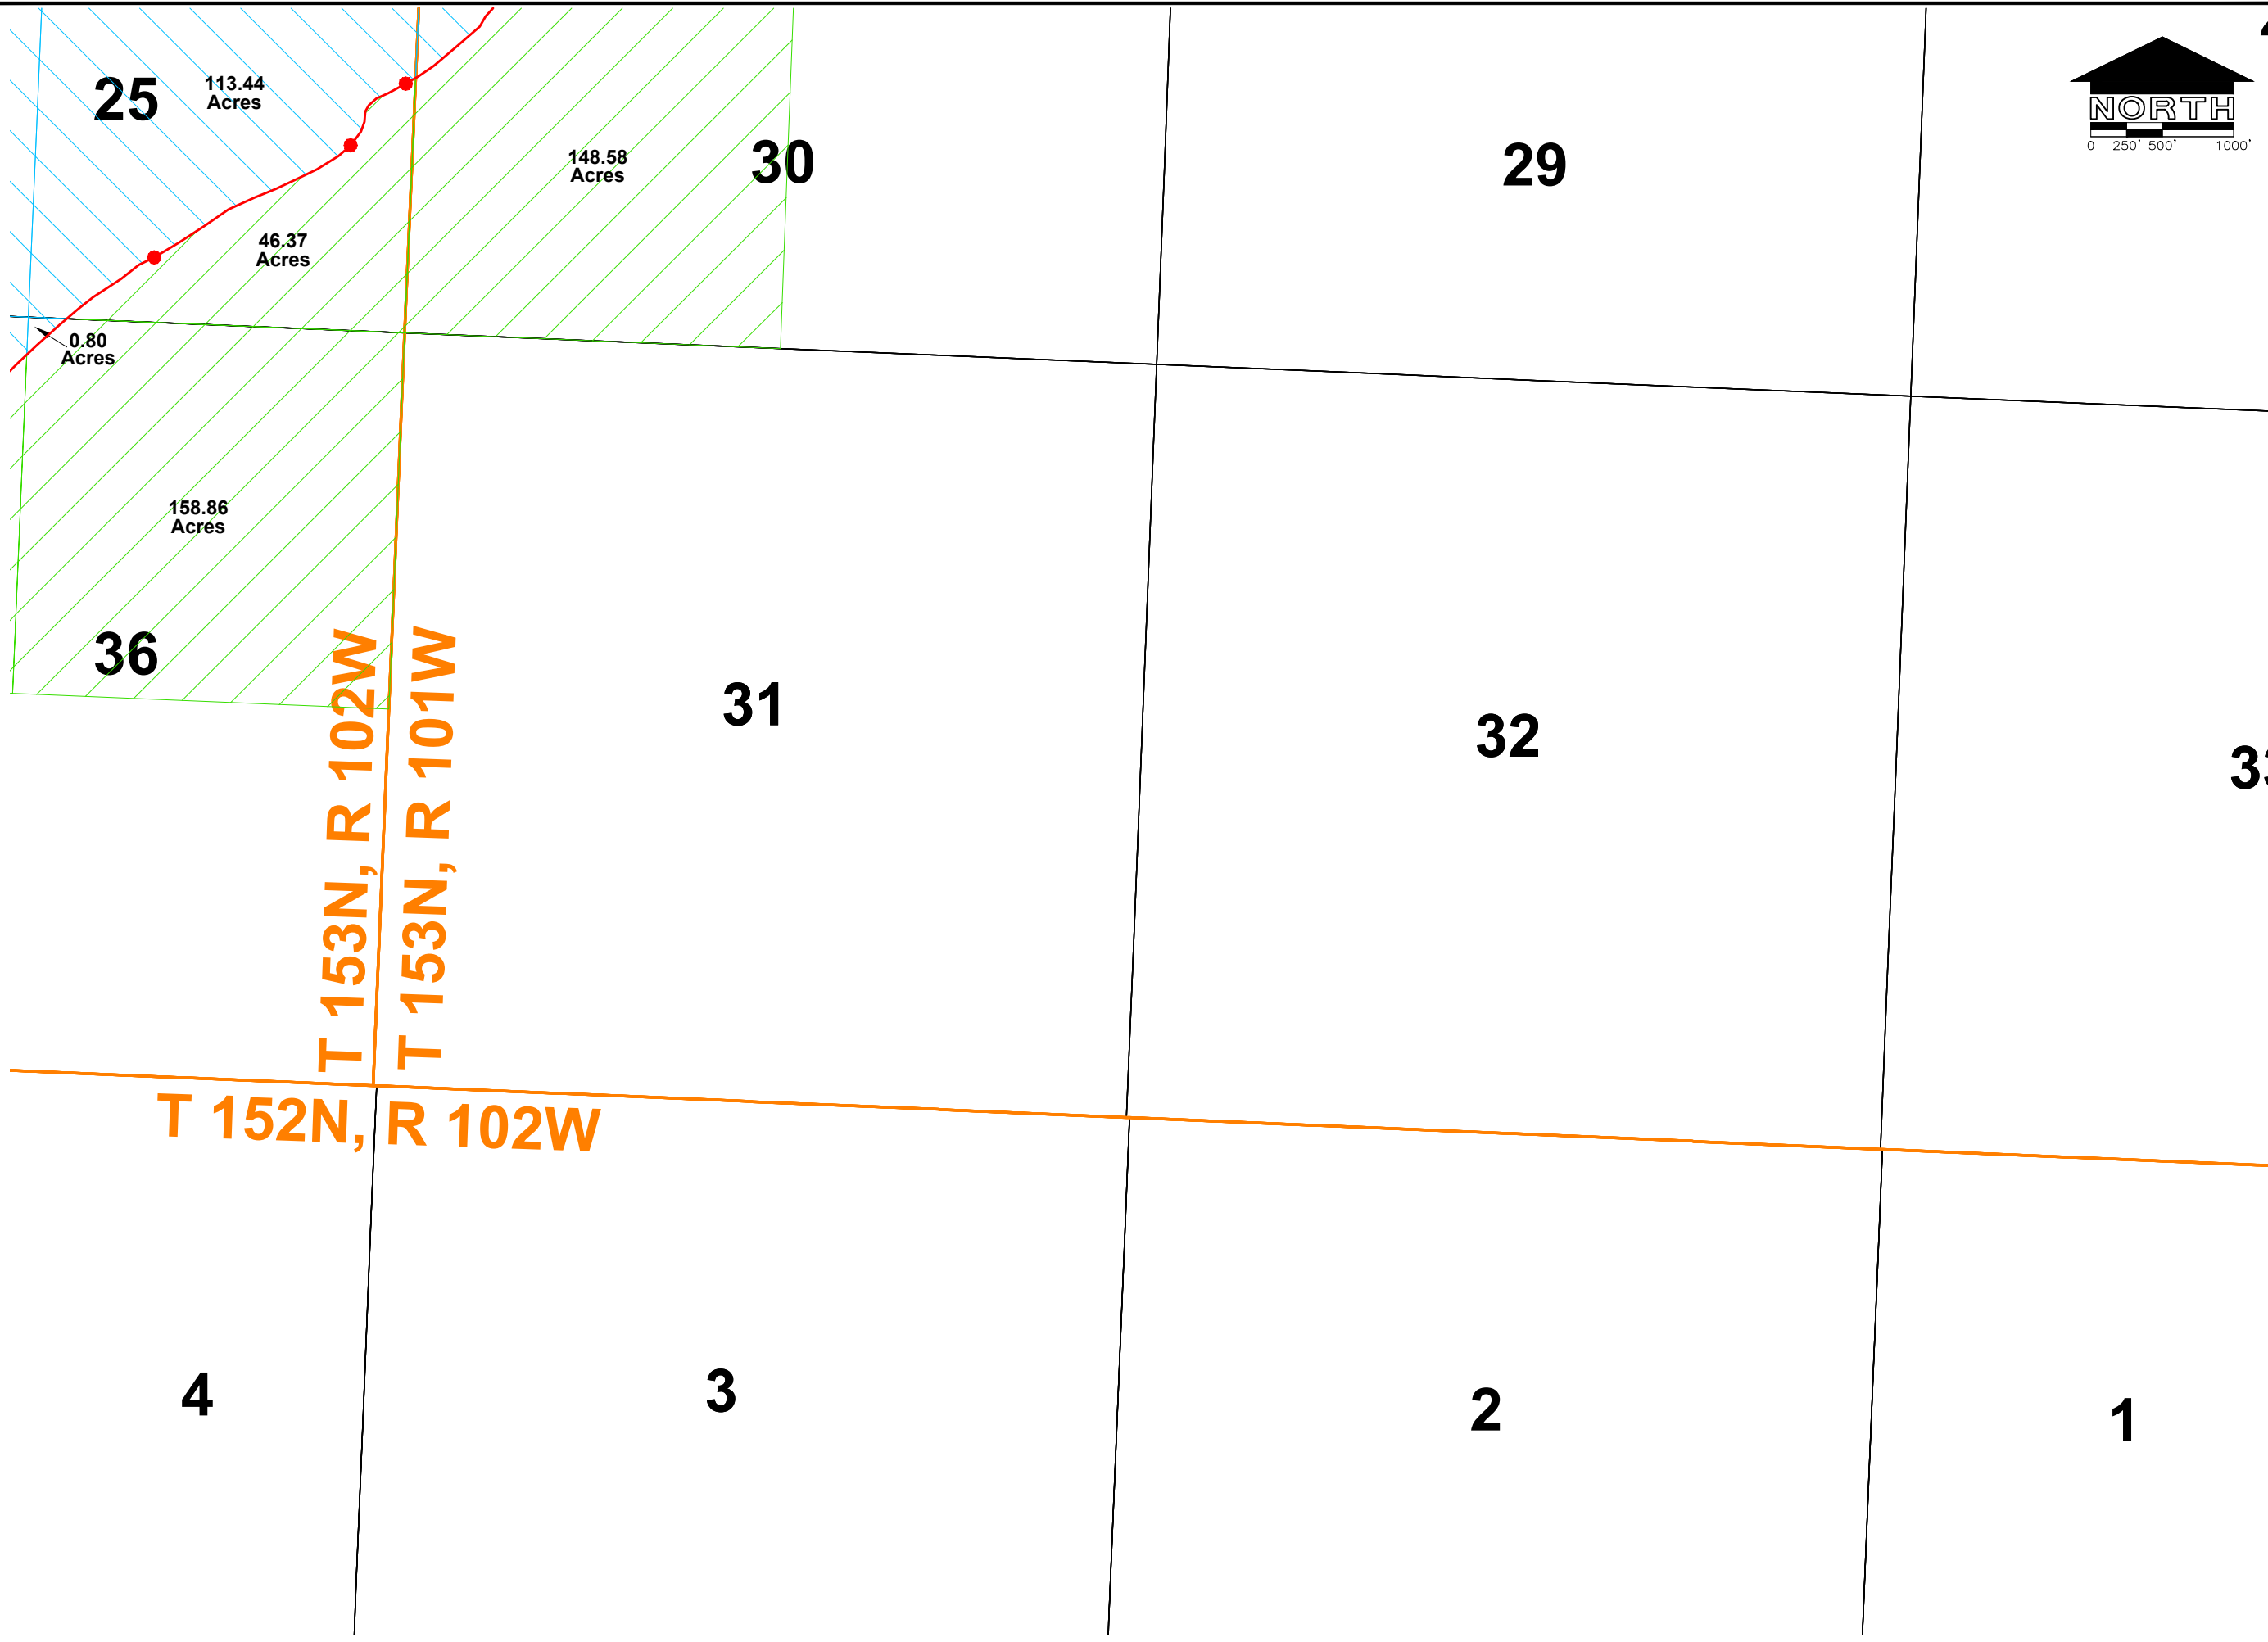 25
113.44
Acres
148.58
Acres
30
29
NORTH
0 250' 500' 1000'
46.37
Acres
0.80
Acres
158.86
Acres
36
31
32
T 153N, R 102W
T 153N, R 101W
T 152N, R 102W
4
3
2
1